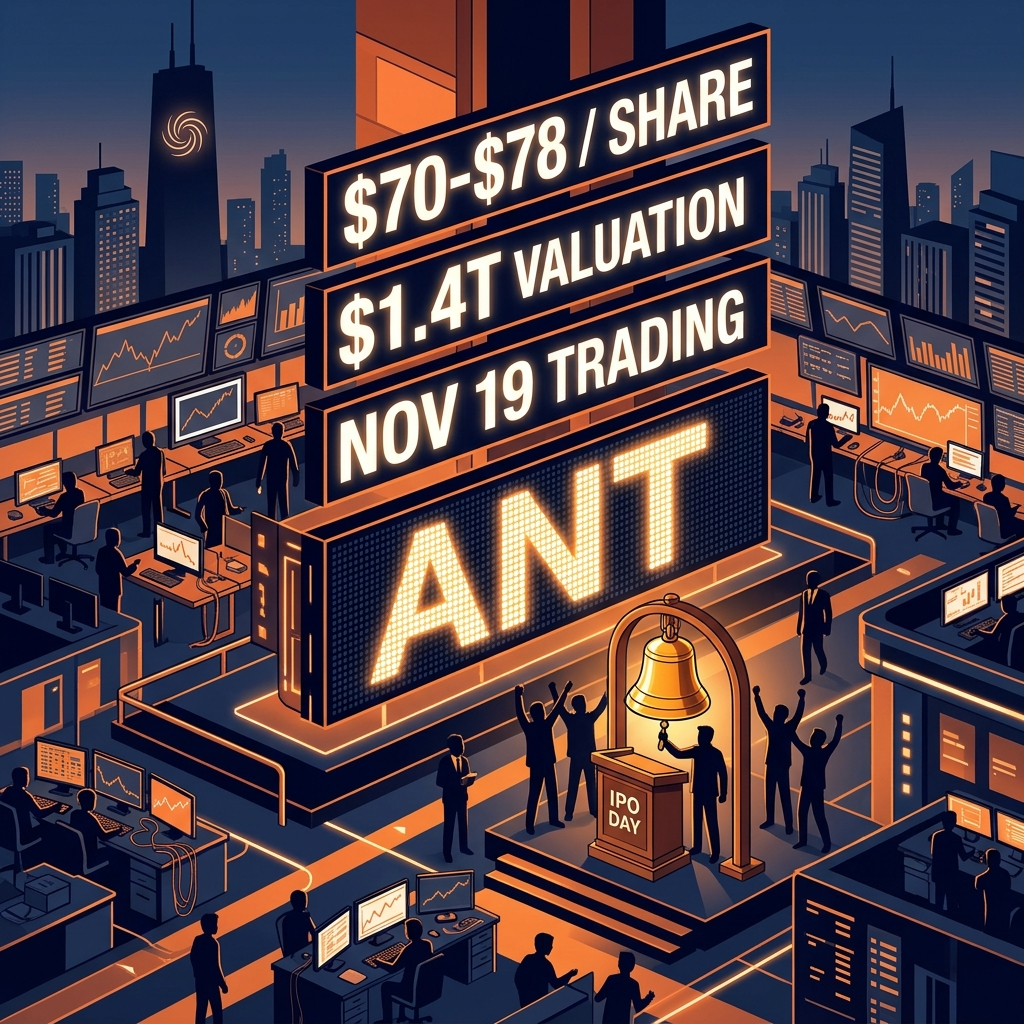 $70-$78 / SHARE
$1.4T VALUATION
NOV 19 TRADING
ANT
IPO
DAY